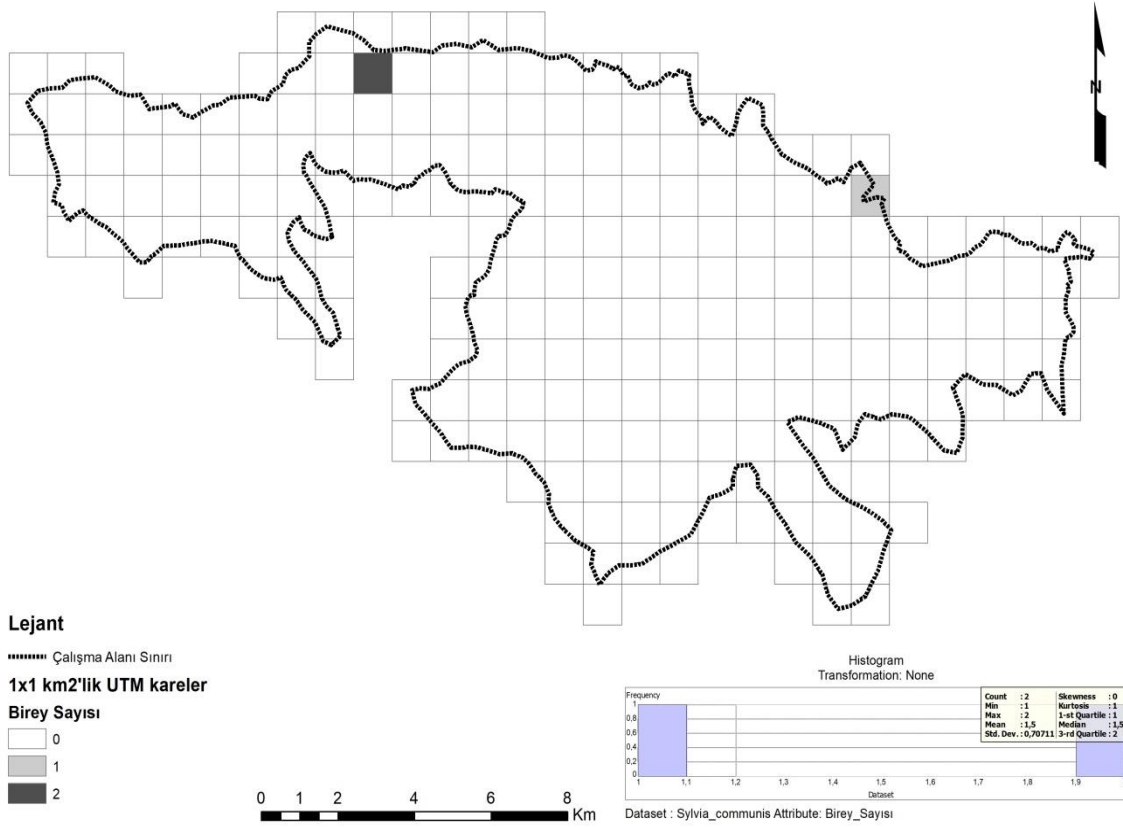 N
Lejant
Çalışma Alanı Sınırı
1x1 km2'lik UTM kareler
Birey Sayısı
0
1
2
0 1 2 4 6 8
Km
Histogram
Transformation: None
Frequency
1
0,8
0,6
0,4
0,2
0
1 1,1 1,2 1,3 1,4 1,5 1,6 1,7 1,8 1,9
Dataset
Count : 2 Skewness : 0
Min : 1 Kurtosis : 1
Max : 2 1-st Quartile : 1
Mean : 1,5 Median : 1,5
Std. Dev. : 0,70711 3-rd Quartile : 2
Dataset : Sylvia_communis Attribute: Birey_Sayısı